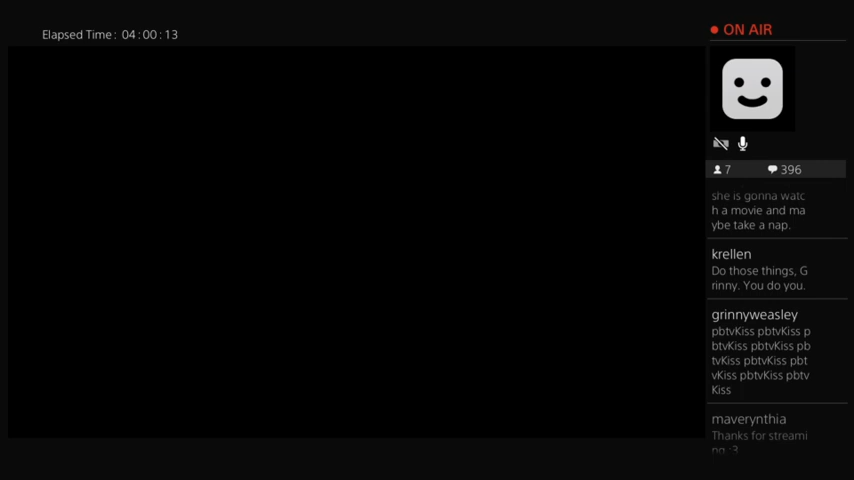 Elapsed Time: 04:00:13
ON AIR
7 396
she is gonna watc
h a movie and ma
ybe take a nap.
krellen
Do those things, G
rinny. You do you.
grinnyweasley
pbtvKiss pbtvKiss p
btvKiss pbtvKiss pb
tvKiss pbtvKiss pbt
vKiss pbtvKiss pbtv
Kiss
maverynthia
Thanks for streami
ng :3